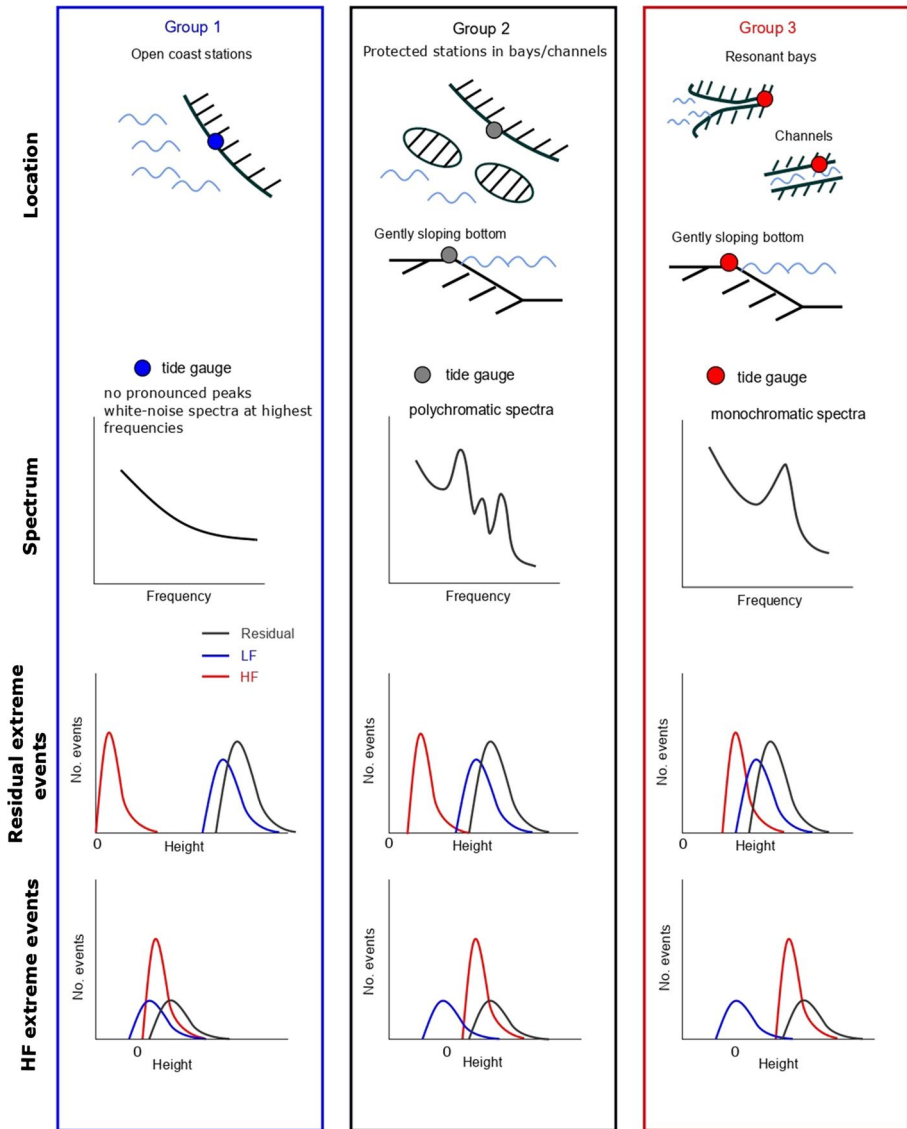 Group 1
Open coast stations
Group 2
Protected stations in bays/channels
Group 3
Resonant bays
Channels
Location
Gently sloping bottom
Gently sloping bottom
tide gauge
no pronounced peaks
white-noise spectra at highest
frequencies
tide gauge
polychromatic spectra
tide gauge
monochromatic spectra
Spectrum
Frequency
Frequency
Frequency
Residual
LF
HF
Residual extreme
events
No. events
0
Height
No. events
0
Height
No. events
0
Height
HF extreme events
No. events
0
Height
No. events
0
Height
No. events
0
Height